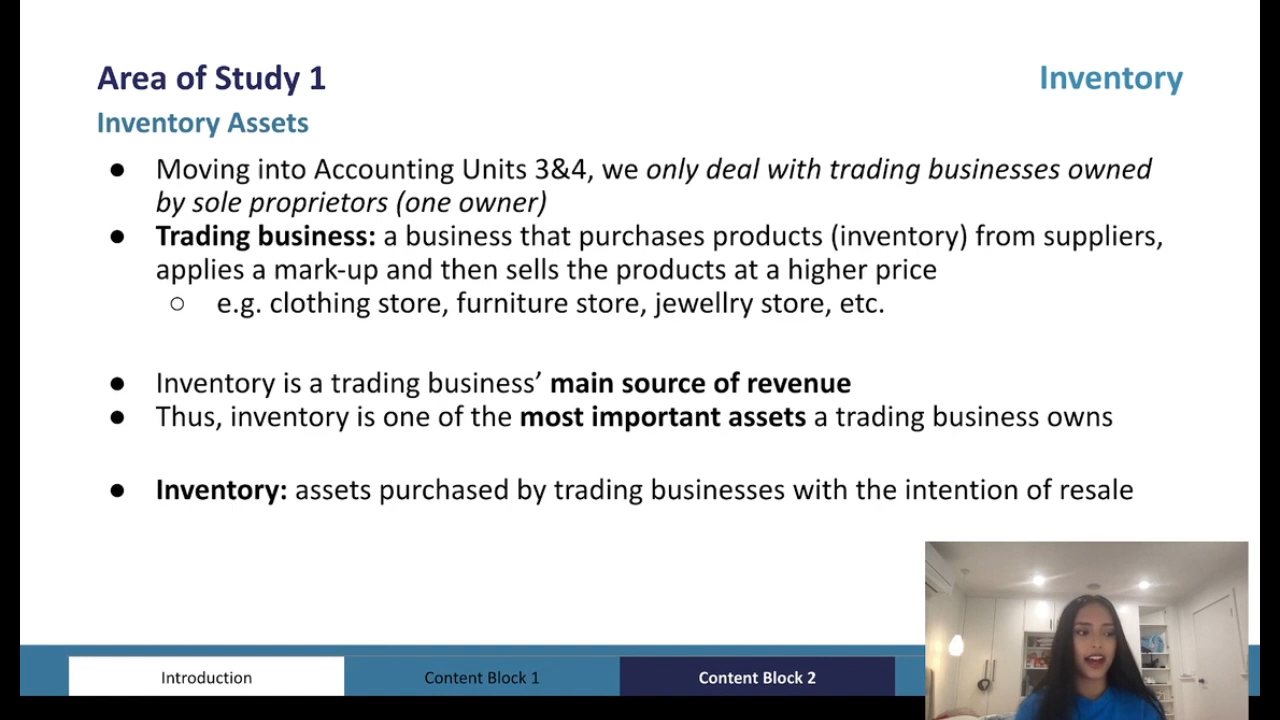 Area of Study 1
Inventory
Inventory Assets
● Moving into Accounting Units 3&4, we only deal with trading businesses owned
by sole proprietors (one owner)
● Trading business: a business that purchases products (inventory) from suppliers,
applies a mark-up and then sells the products at a higher price
○ e.g. clothing store, furniture store, jewellry store, etc.
● Inventory is a trading business’ main source of revenue
● Thus, inventory is one of the most important assets a trading business owns
● Inventory: assets purchased by trading businesses with the intention of resale
Introduction
Content Block 1
Content Block 2